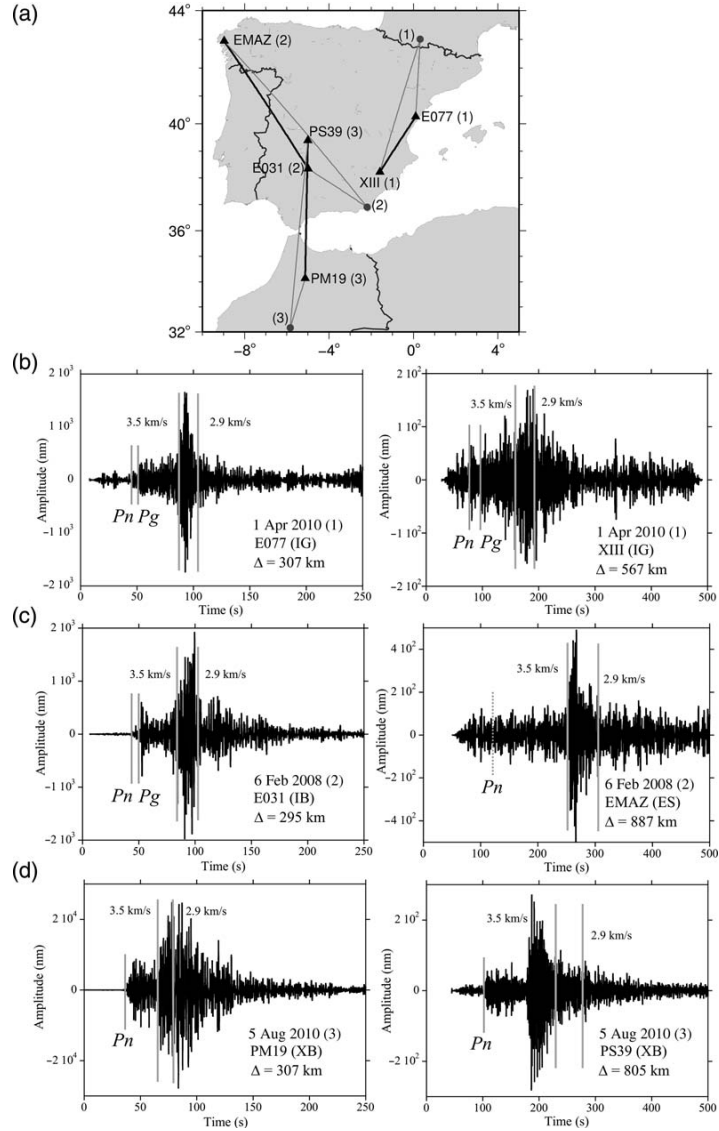 (a)
44°
40°
36°
32°
−8°
−4°
0°
4°
EMAZ (2)
(1)
E077 (1)
PS39 (3)
E031 (2)
XIII (1)
(2)
PM19 (3)
(3)
(b)
2 10³
1 10³
0
−1 10³
−2 10³
Amplitude (nm)
3.5 km/s
2.9 km/s
Pn Pg
1 Apr 2010 (1)
E077 (IG)
Δ = 307 km
0 50 100 150 200 250
Time (s)
2 10²
1 10²
0
−1 10²
−2 10²
Amplitude (nm)
3.5 km/s
2.9 km/s
Pn Pg
1 Apr 2010 (1)
XIII (IG)
Δ = 567 km
0 100 200 300 400 500
Time (s)
(c)
2 10³
1 10³
0
−1 10³
−2 10³
Amplitude (nm)
3.5 km/s
2.9 km/s
Pn Pg
6 Feb 2008 (2)
E031 (IB)
Δ = 295 km
0 50 100 150 200 250
Time (s)
4 10²
2 10²
0
−2 10²
−4 10²
Amplitude (nm)
3.5 km/s
2.9 km/s
Pn
6 Feb 2008 (2)
EMAZ (ES)
Δ = 887 km
0 100 200 300 400 500
Time (s)
(d)
2 10⁴
0
−2 10⁴
Amplitude (nm)
3.5 km/s
2.9 km/s
Pn
5 Aug 2010 (3)
PM19 (XB)
Δ = 307 km
0 50 100 150 200 250
Time (s)
2 10²
0
−2 10²
Amplitude (nm)
3.5 km/s
2.9 km/s
Pn
5 Aug 2010 (3)
PS39 (XB)
Δ = 805 km
0 100 200 300 400 500
Time (s)